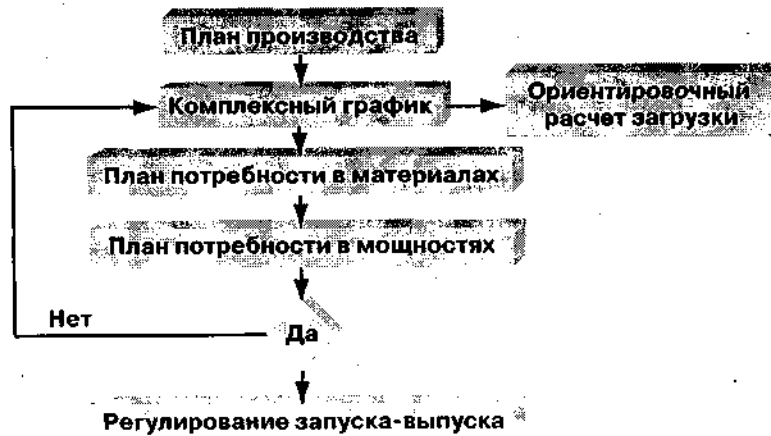 План производства
Комплексный график
Ориентировочный
расчет загрузки
План потребности в материалах
План потребности в мощностях
Нет
Да
Регулирование запуска-выпуска